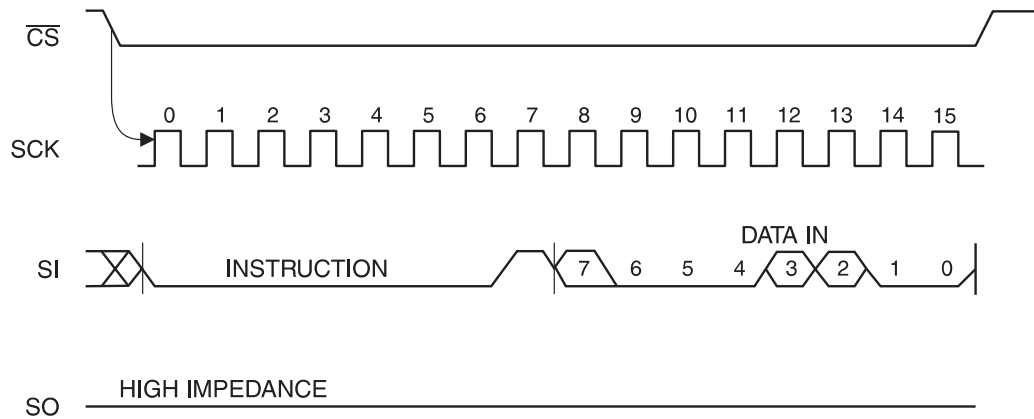 CS
0 1 2 3 4 5 6 7 8 9 10 11 12 13 14 15
SCK
DATA IN
SI
INSTRUCTION
7 6 5 4 3 2 1 0
HIGH IMPEDANCE
SO